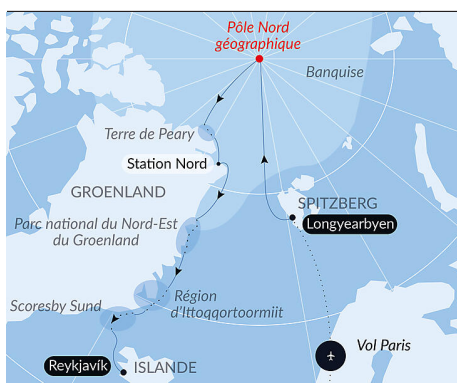 Pôle Nord
géographique
Banquise
Terre de Peary
Station Nord
GROENLAND
SPITZBERG
Longyearbyen
Parc national du Nord-Est
du Groenland
Scoresby Sund
Région
d'Ittoqqortoormiit
Vol Paris
Reykjavík
ISLANDE